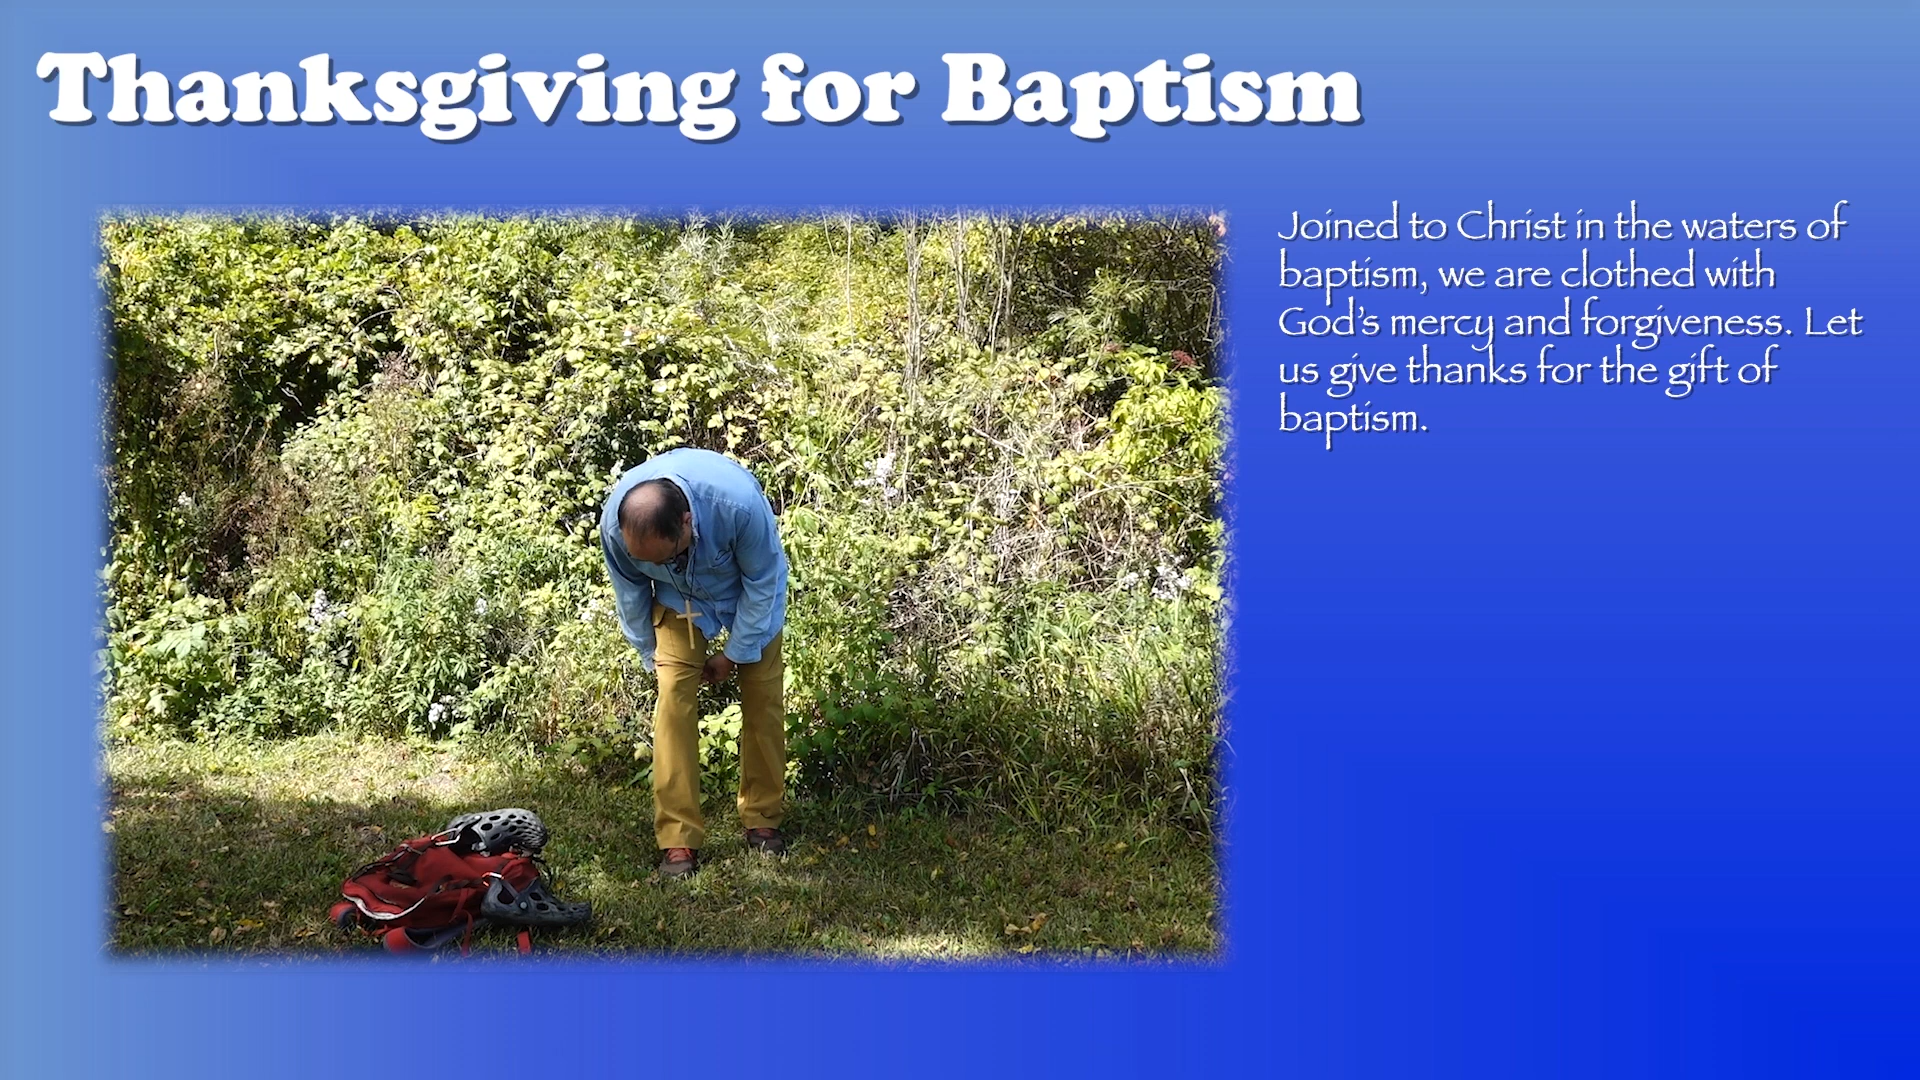 Thanksgiving for Baptism
Joined to Christ in the waters of
baptism, we are clothed with
God's mercy and forgiveness. Let
us give thanks for the gift of
baptism.